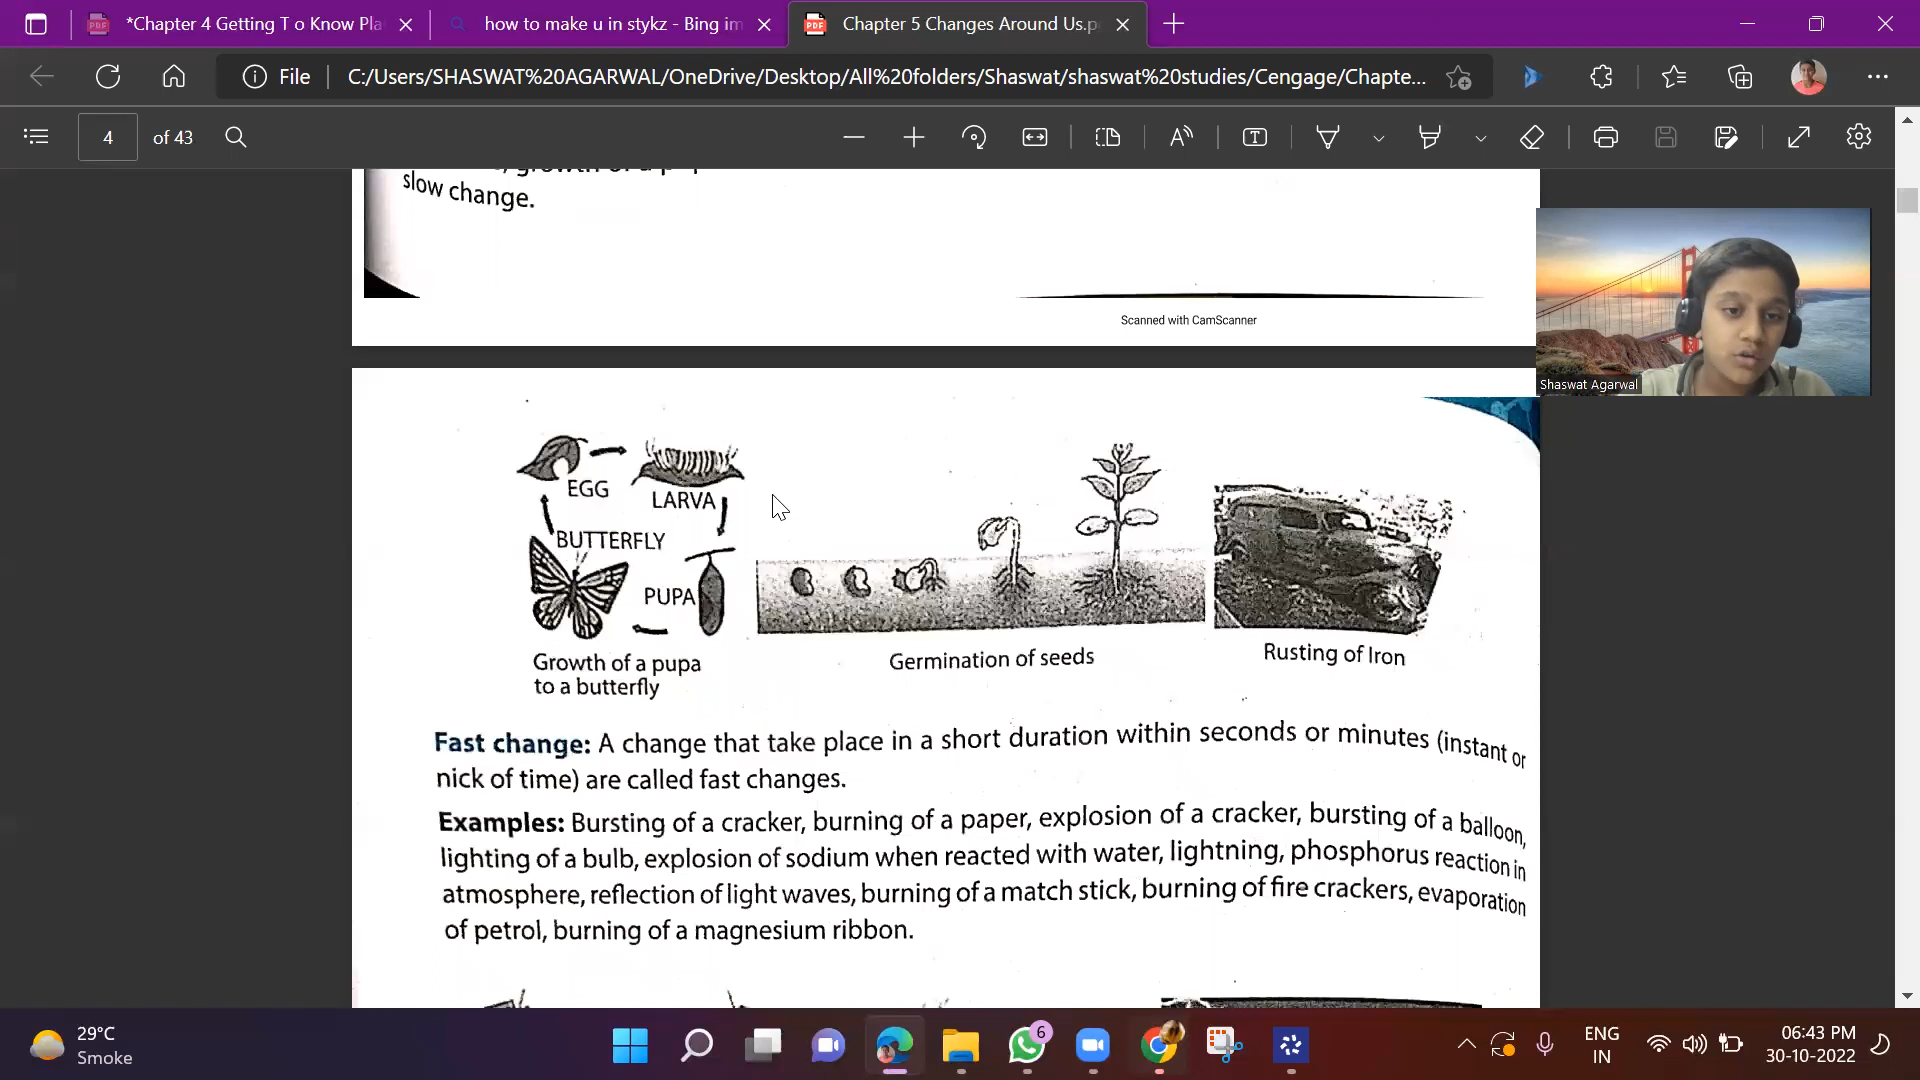 *Chapter 4 Getting T o Know Pla
how to make u in stykz - Bing im
Chapter 5 Changes Around Us.p
File
C:/Users/SHASWAT%20AGARWAL/OneDrive/Desktop/All%20folders/Shaswat/shaswat%20studies/Cengage/Chapte...
4 of 43
slow change.
Scanned with CamScanner
Shaswat Agarwal
EGG
LARVA
BUTTERFLY
PUPA
Growth of a pupa
to a butterfly
Germination of seeds
Rusting of Iron
Fast change: A change that take place in a short duration within seconds or minutes (instant or
nick of time) are called fast changes.
Examples: Bursting of a cracker, burning of a paper, explosion of a cracker, bursting of a balloon,
lighting of a bulb, explosion of sodium when reacted with water, lightning, phosphorus reaction in
atmosphere, reflection of light waves, burning of a match stick, burning of fire crackers, evaporation
of petrol, burning of a magnesium ribbon.
29°C
Smoke
6
ENG
IN
06:43 PM
30-10-2022